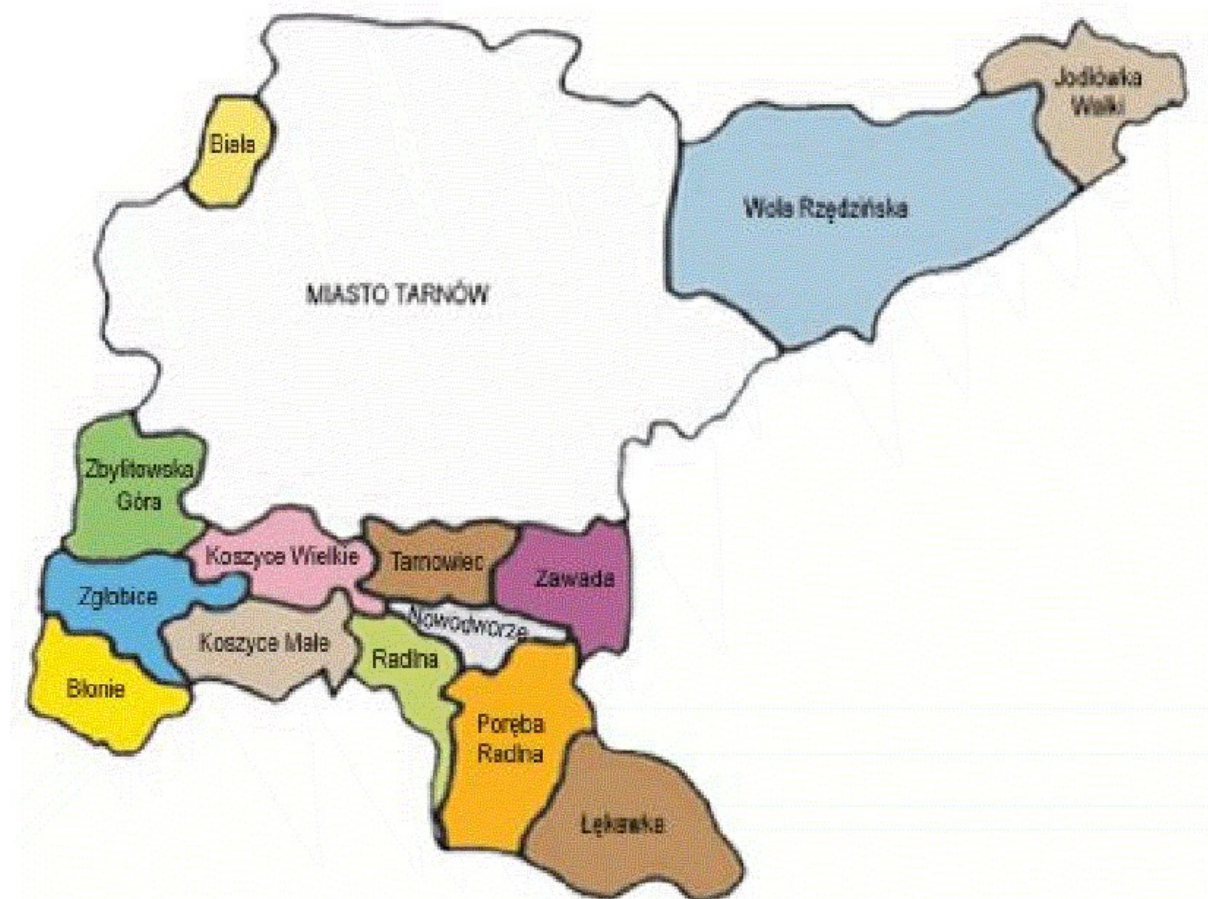 Jodłówka
Wałki
Biała
Wola Rzędzińska
MIASTO TARNÓW
Zbylitowska
Góra
Koszyce Wielkie
Tarnowiec
Zawada
Zgłobice
Nowodworze
Koszyce Małe
Radlna
Błonie
Poręba
Radlna
Łękawka